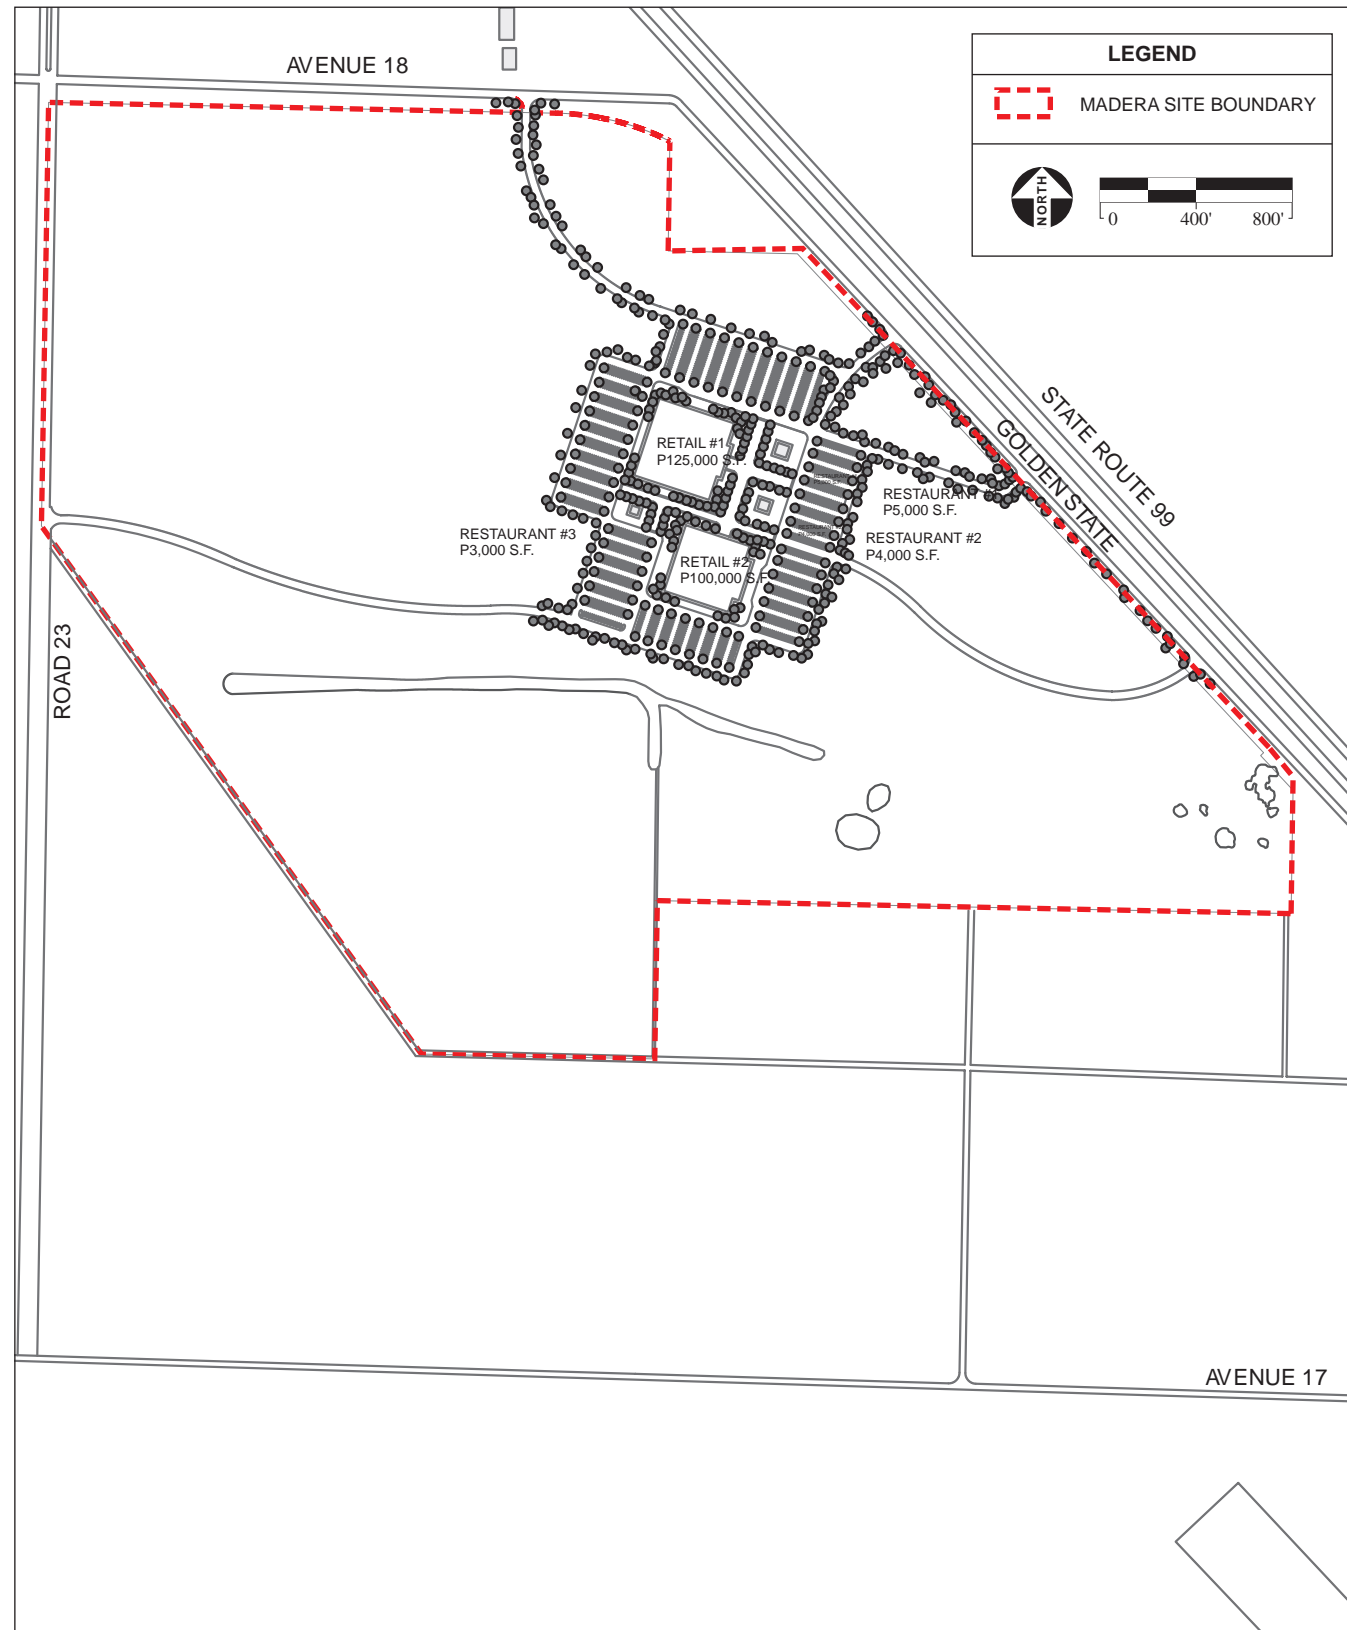 AVENUE 18
LEGEND
MADERA SITE BOUNDARY
NORTH
0 400' 800'
STATE ROUTE 99
GOLDEN STATE
RETAIL #1
P125,000 S.F.
RESTAURANT
P5,000 S.F.
RESTAURANT #2
P4,000 S.F.
RESTAURANT #3
P3,000 S.F.
RETAIL #2
P100,000 S.F.
ROAD 23
AVENUE 17